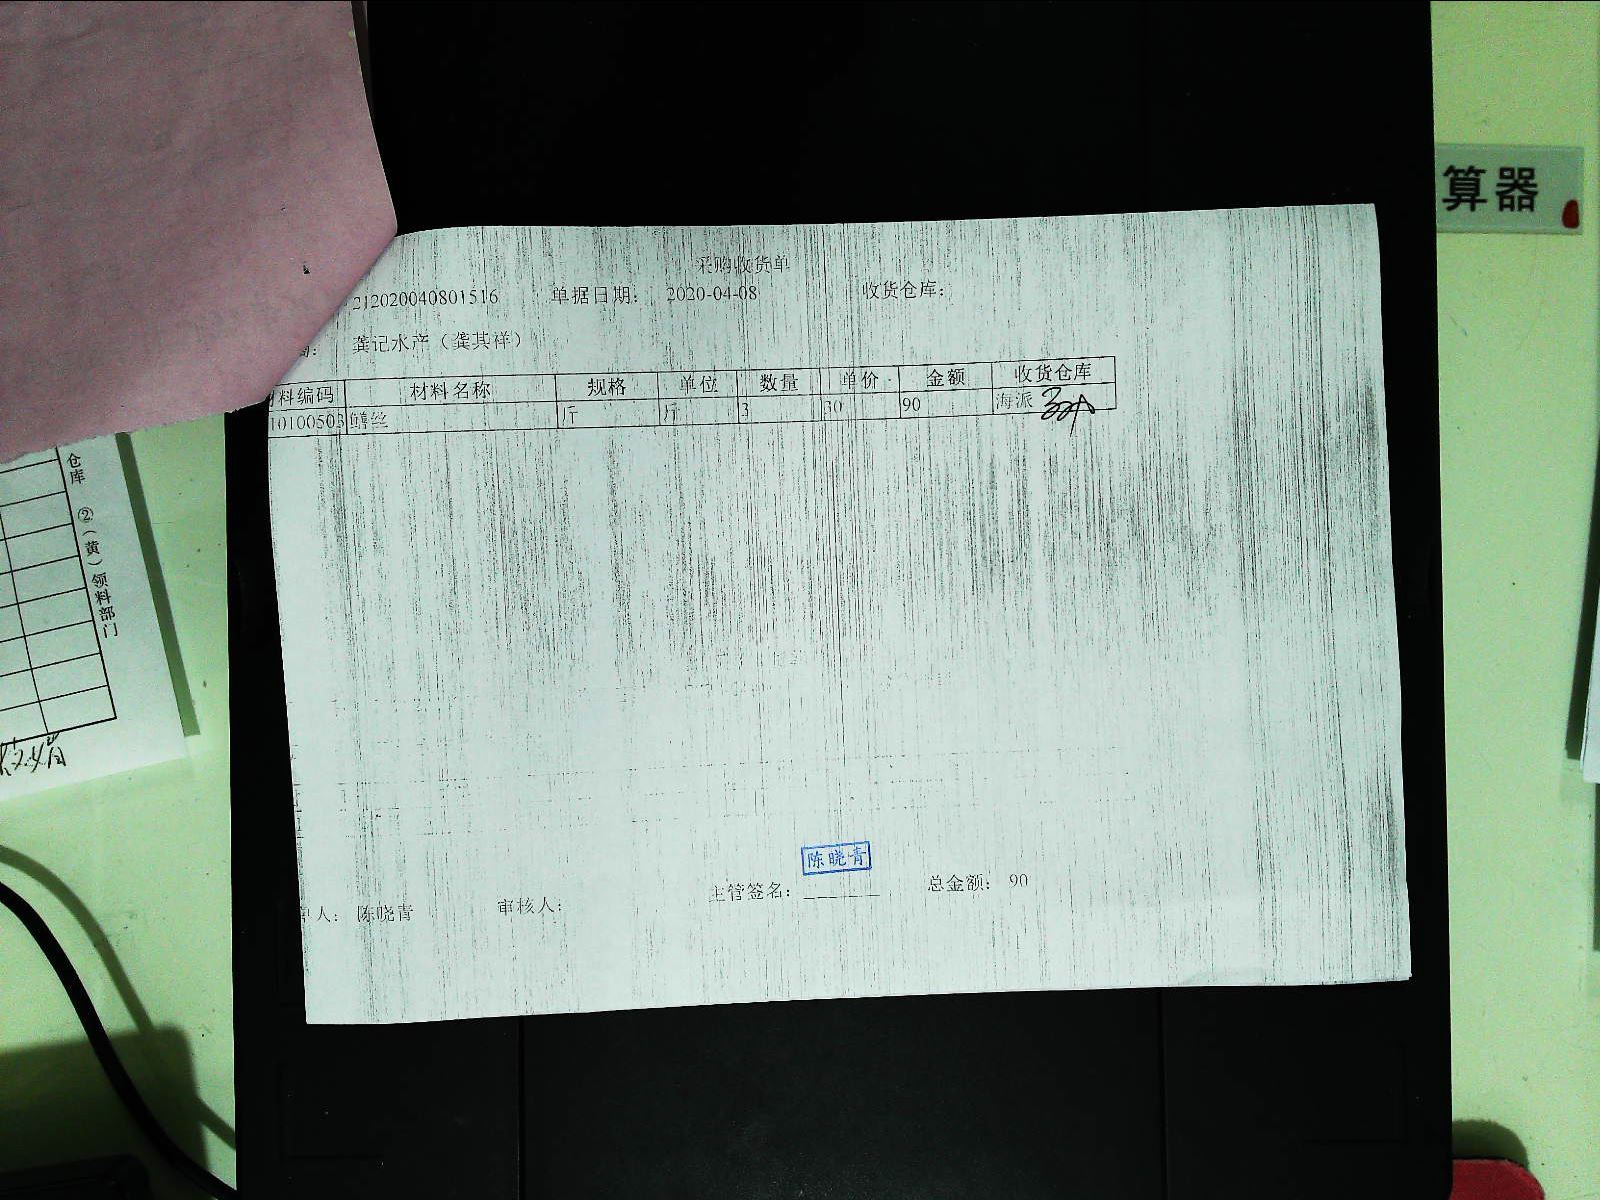 采购收货单
212020040801516 单据日期： 2020-04-08 收货仓库：
龚记水产（龚其祥）
料编码 材料名称 规格 单位 数量 单价 金额 收货仓库
10100503 鳝丝 斤 斤 3 30 90 海派
陈晓青
主管签名： 总金额： 90
人： 陈晓青 审核人：
算器
仓库 ②（黄）领料部门